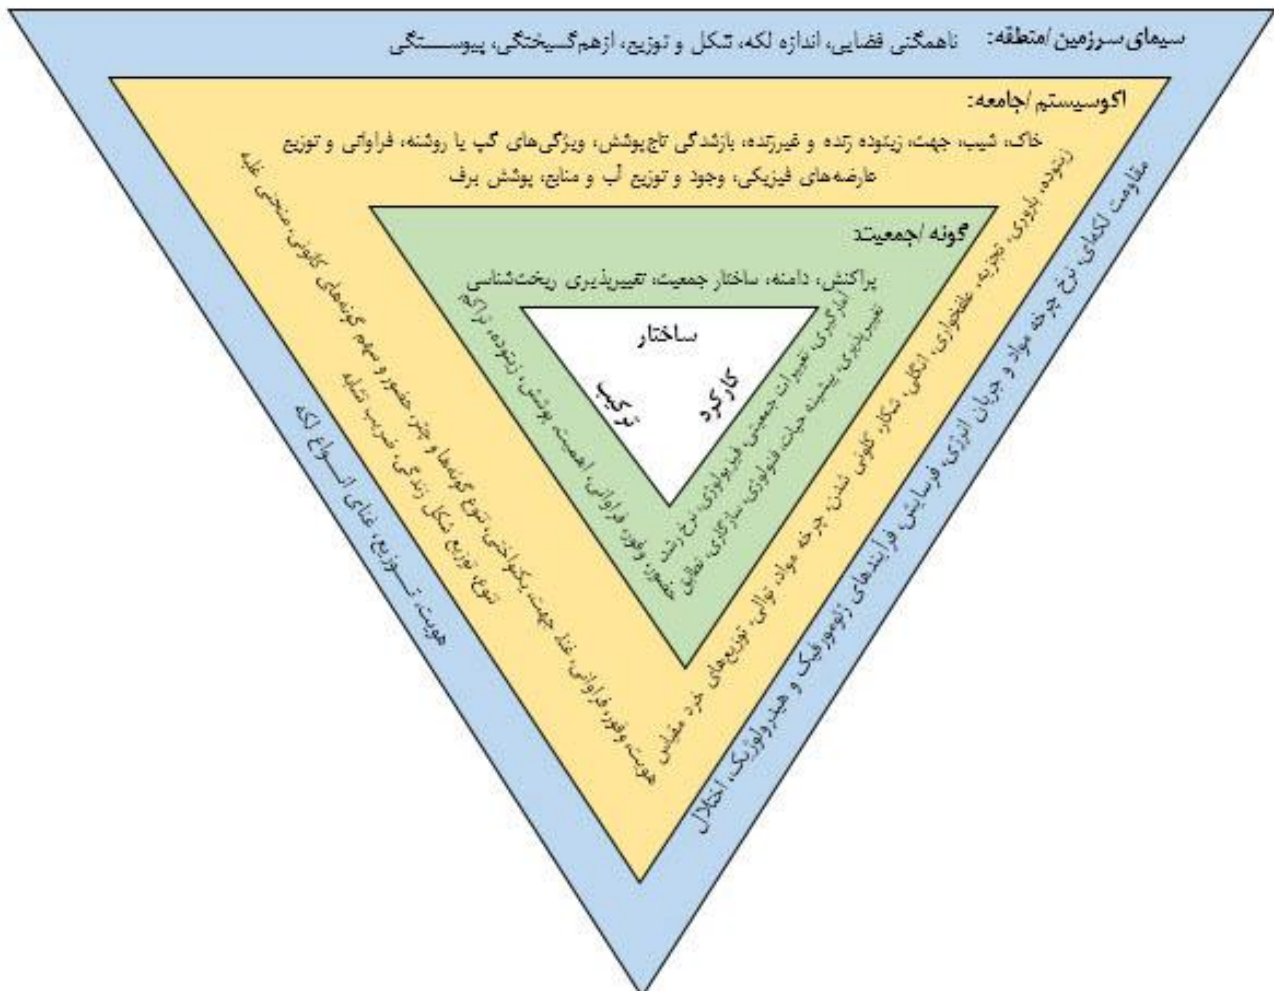 سیمای سرزمین/منطقه: ناهمگنی فضایی، اندازه لکه، شکل و توزیع، ازهم‌گسیختگی، پیوستگی
اکوسیستم/جامعه:
خاک، شیب، جهت، زیتوده زنده و غیرزنده، بازشدگی تاج‌پوشش، ویژگی‌های گپ یا روشنه، فراوانی و توزیع
عارضه‌های فیزیکی، وجود و توزیع آب و منابع، پوشش برف
گونه/جمعیت:
پراکنش، دامنه، ساختار جمعیت، تغییرپذیری ریخت‌شناسی
ساختار
کارکرد
ترکیب
آمارگیری، تغییرات جمعیتی، فیزیولوژی، نرخ رشد
تغییرپذیری، پیشینه حیات، فنولوژی، سازگاری، تطابق
حضور، وفور، فراوانی، اهمیت، پوشش، زیتوده، تراکم
زیتوده، باروری، تجزیه، علفخواری، انگلی، شکار، کلونی شدن، چرخه مواد، توالی، توزیع‌های خرد مقیاس
هویت، وفور، فراوانی، غنا، جهت، یکنواختی، تنوع گونه‌ها و چتر، حضور و سهم گونه‌های کانونی، منحنی غلبه
تنوع، توزیع شکل زندگی، ضریب تشابه
مقاومت لکه‌ای، نرخ چرخه مواد و جریان انرژی، فرسایش، فرآیندهای ژئومورفیک و هیدرولوژیک، اختلال
هویت، توزیع، غنای انواع لکه